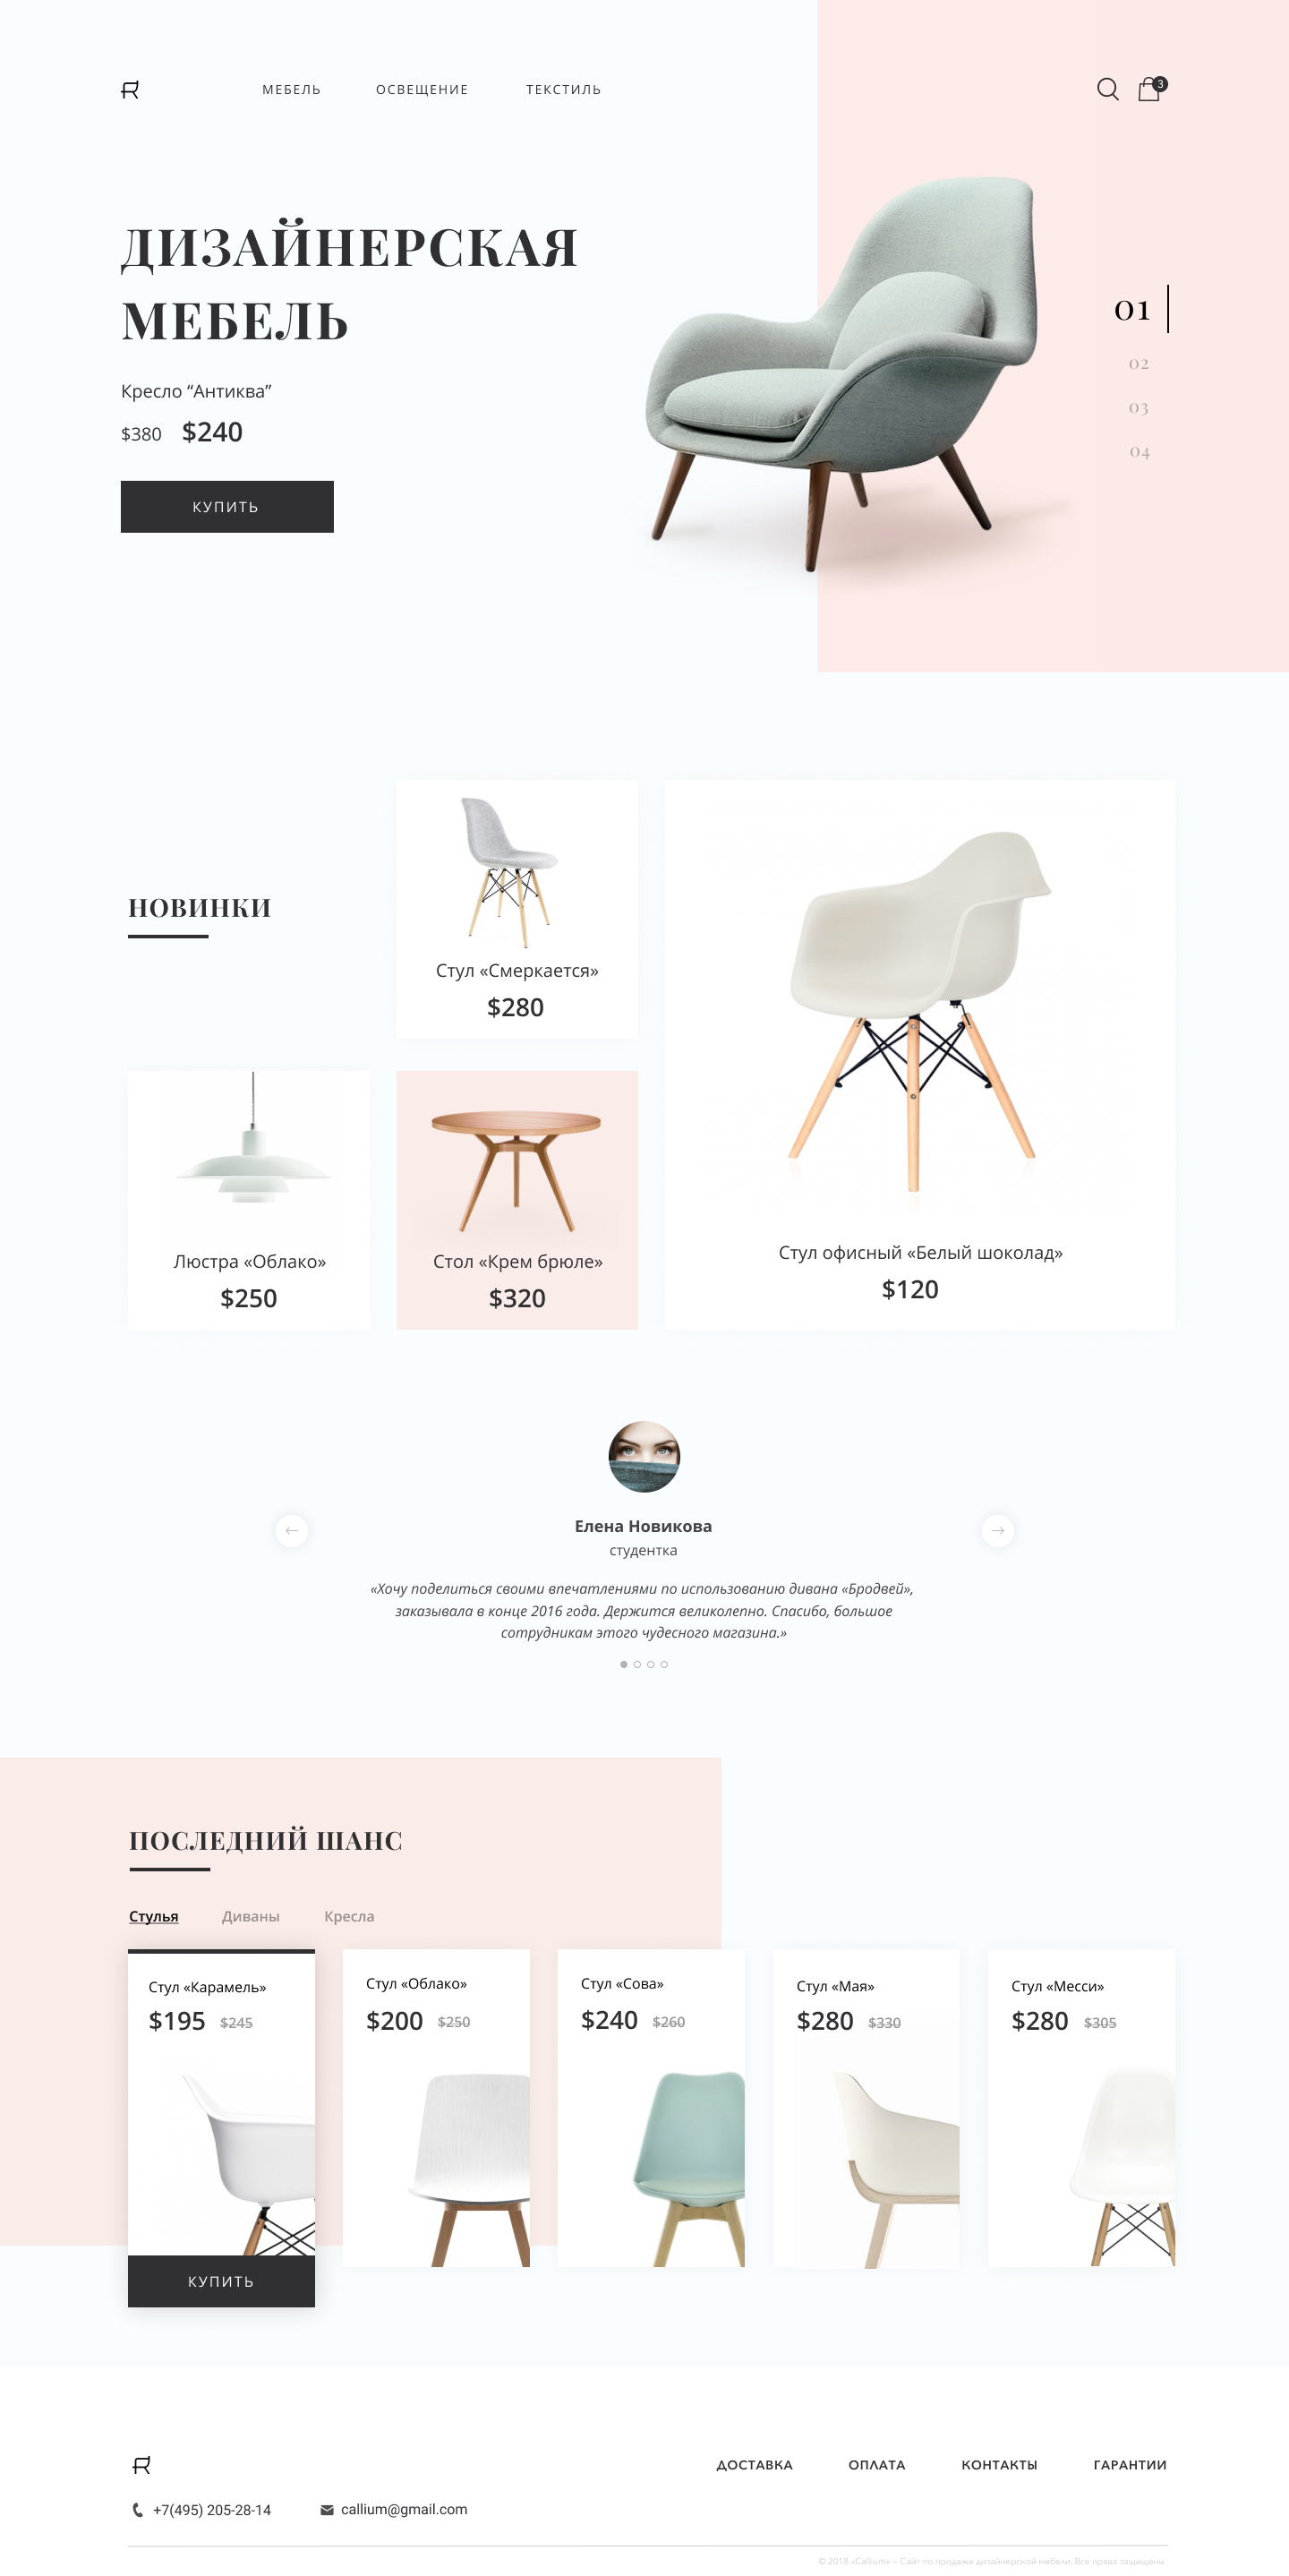 МЕБЕЛЬ ОСВЕЩЕНИЕ ТЕКСТИЛЬ
3
ДИЗАЙНЕРСКАЯ
МЕБЕЛЬ
Кресло “Антиква”
$380 $240
КУПИТЬ
01
02
03
04
НОВИНКИ
Стул «Смеркается»
$280
Люстра «Облако»
$250
Стол «Крем брюле»
$320
Стул офисный «Белый шоколад»
$120
Елена Новикова
студентка
«Хочу поделиться своими впечатлениями по использованию дивана «Бродвей»,
заказывала в конце 2016 года. Держится великолепно. Спасибо, большое
сотрудникам этого чудесного магазина.»
ПОСЛЕДНИЙ ШАНС
Стулья Диваны Кресла
Стул «Карамель»
$195 $245
КУПИТЬ
Стул «Облако»
$200 $250
Стул «Сова»
$240 $260
Стул «Мая»
$280 $330
Стул «Месси»
$280 $305
ДОСТАВКА ОПЛАТА КОНТАКТЫ ГАРАНТИИ
+7(495) 205-28-14 callium@gmail.com
© 2018 «Callium» – Сайт по продаже дизайнерской мебели. Все права защищены.